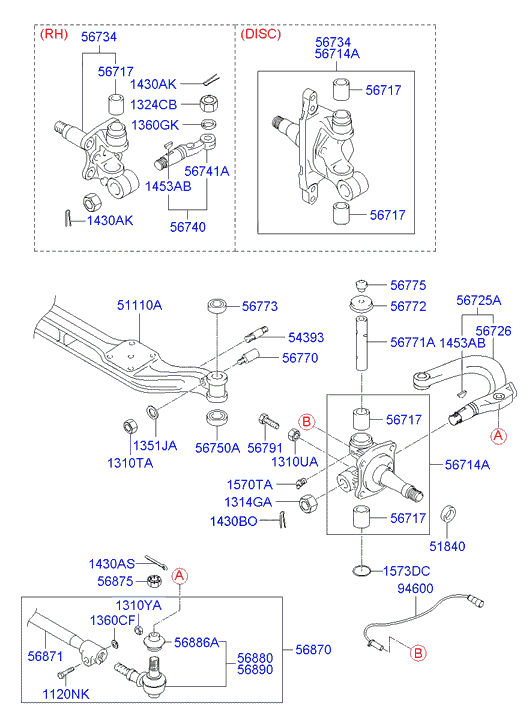 (RH)
(DISC)
56734
56734
56714A
56717
1430AK
56717
1324CB
1360GK
56741A
1453AB
1430AK
56740
56717
51110A
56773
56775
56772
56725A
54393
56771A
1453AB
56726
56770
B
56717
A
1351JA
56750A
56791
1310TA
1310UA
56714A
1570TA
1314GA
1430BO
56717
51840
1430AS
56875
A
1573DC
94600
1310YA
1360CF
56886A
56871
56880
56890
56870
B
1120NK